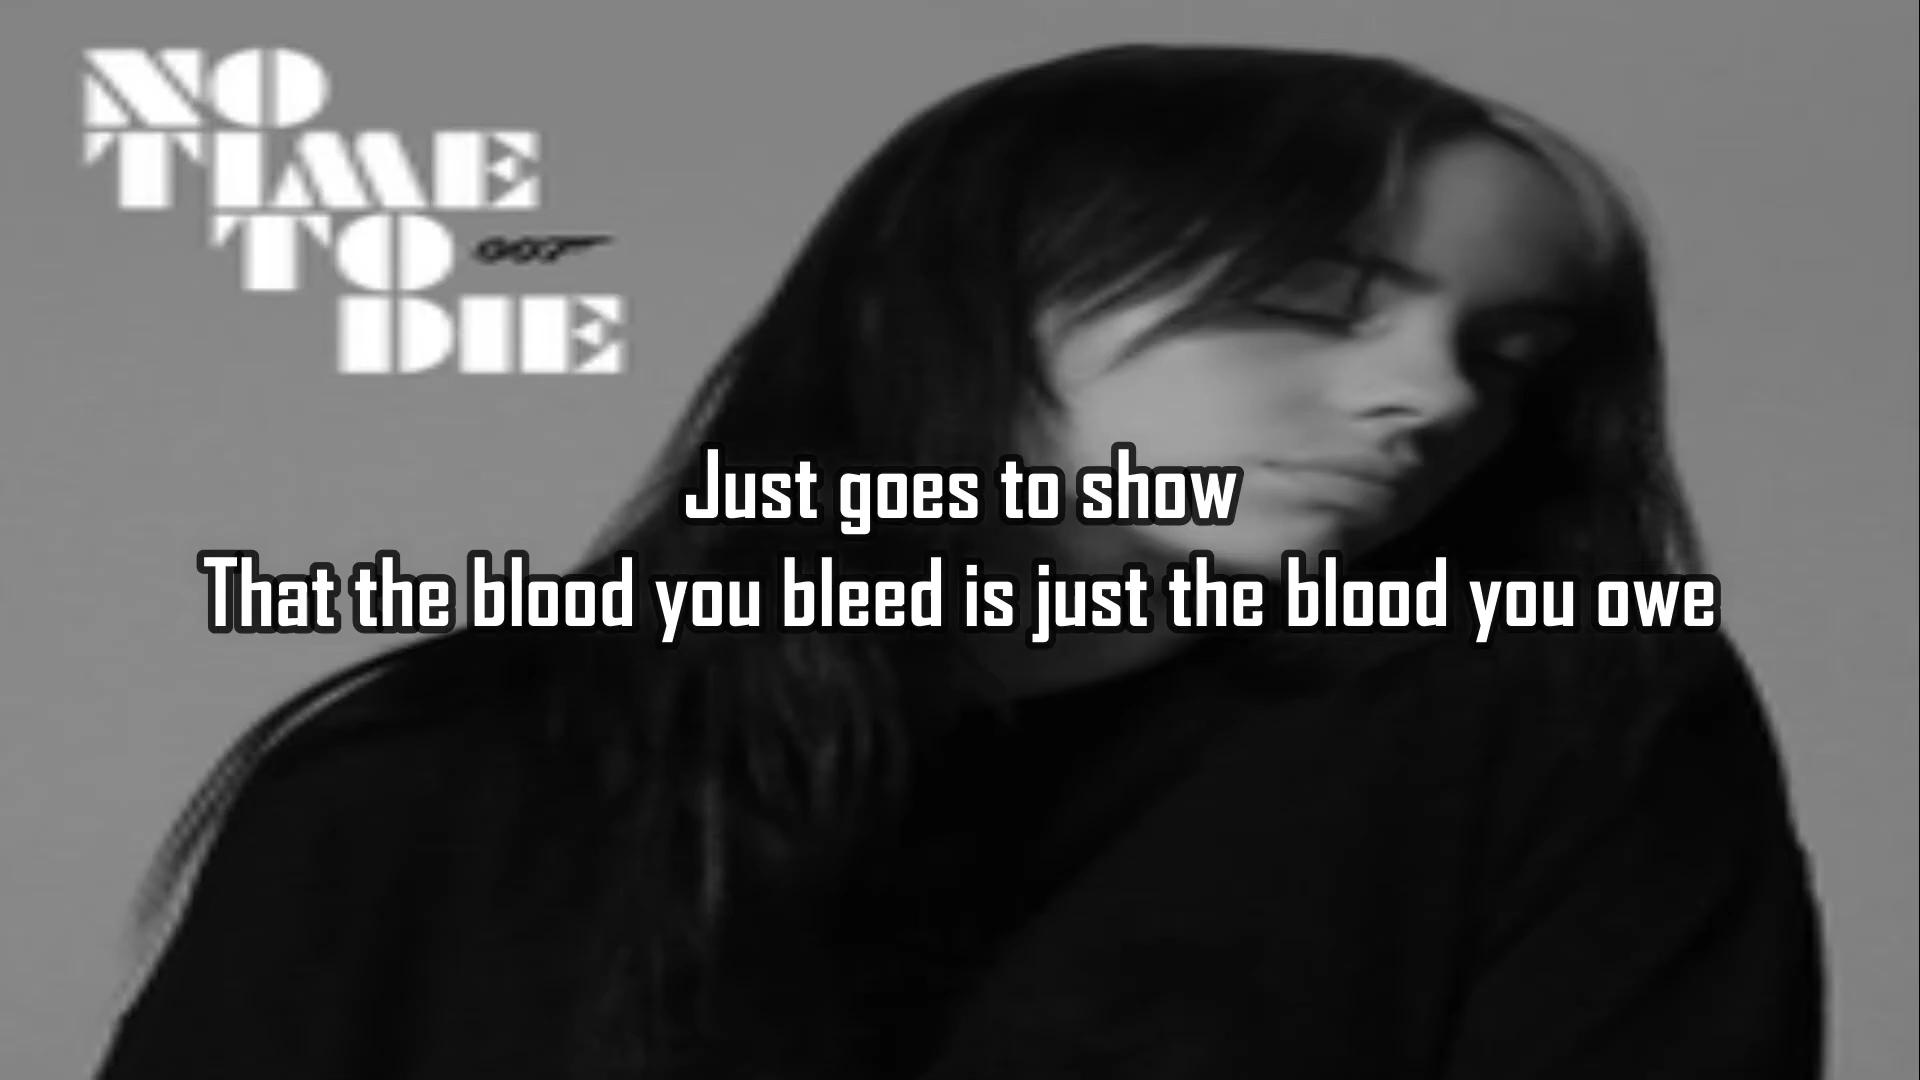 NO
TIME
TO
007
DIE
Just goes to show
That the blood you bleed is just the blood you owe